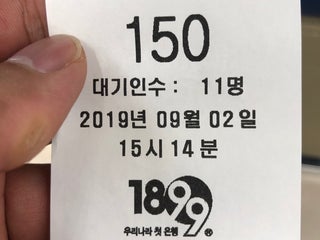 150
대기인수 : 11명
2019년 09월 02일
15시 14분
1899
우리나라 첫 은행 ®